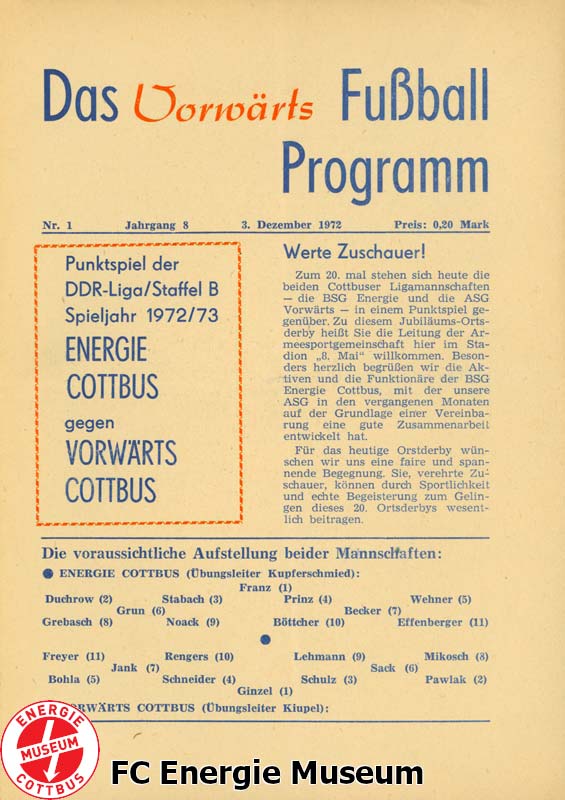 Das Vorwärts Fußball
Programm
Nr. 1 Jahrgang 8 3. Dezember 1972 Preis: 0,20 Mark
Punktspiel der
DDR-Liga/Staffel B
Spieljahr 1972/73
ENERGIE
COTTBUS
gegen
VORWÄRTS
COTTBUS
Werte Zuschauer!
Zum 20. mal stehen sich heute die
beiden Cottbuser Ligamannschaften
— die BSG Energie und die ASG
Vorwärts — in einem Punktspiel ge-
genüber. Zu diesem Jubiläums-Orts-
derby heißt Sie die Leitung der Ar-
meesportgemeinschaft hier im Sta-
dion „8. Mai" willkommen. Beson-
ders herzlich begrüßen wir die Ak-
tiven und die Funktionäre der BSG
Energie Cottbus, mit der unsere
ASG in den vergangenen Monaten
auf der Grundlage einer Vereinba-
rung eine gute Zusammenarbeit
entwickelt hat.
Für das heutige Orstderby wün-
schen wir uns eine faire und span-
nende Begegnung. Sie, verehrte Zu-
schauer, können durch Sportlichkeit
und echte Begeisterung zum Gelin-
gen dieses 20. Ortsderbys wesent-
lich beitragen.
Die voraussichtliche Aufstellung beider Mannschaften:
● ENERGIE COTTBUS (Übungsleiter Kupferschmied):
Franz (1)
Duchrow (2) Stabach (3) Prinz (4) Wehner (5)
Grun (6) Becker (7)
Grebasch (8) Noack (9) Böttcher (10) Effenberger (11)
●
Freyer (11) Rengers (10) Lehmann (9) Mikosch (8)
Jank (7) Sack (6)
Bohla (5) Schneider (4) Schulz (3) Pawlak (2)
Ginzel (1)
VORWÄRTS COTTBUS (Übungsleiter Klupel):
ENERGIE
MUSEUM
COTTBUS
FC Energie Museum